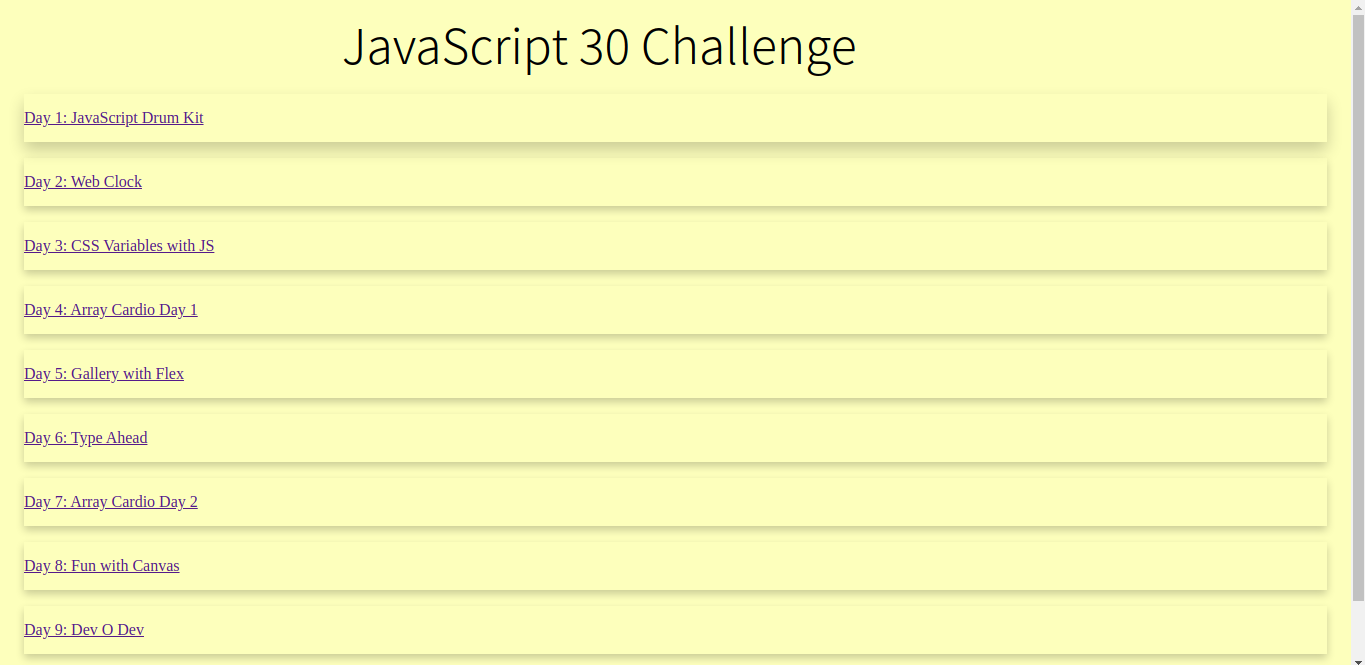 JavaScript 30 Challenge
Day 1: JavaScript Drum Kit
Day 2: Web Clock
Day 3: CSS Variables with JS
Day 4: Array Cardio Day 1
Day 5: Gallery with Flex
Day 6: Type Ahead
Day 7: Array Cardio Day 2
Day 8: Fun with Canvas
Day 9: Dev O Dev